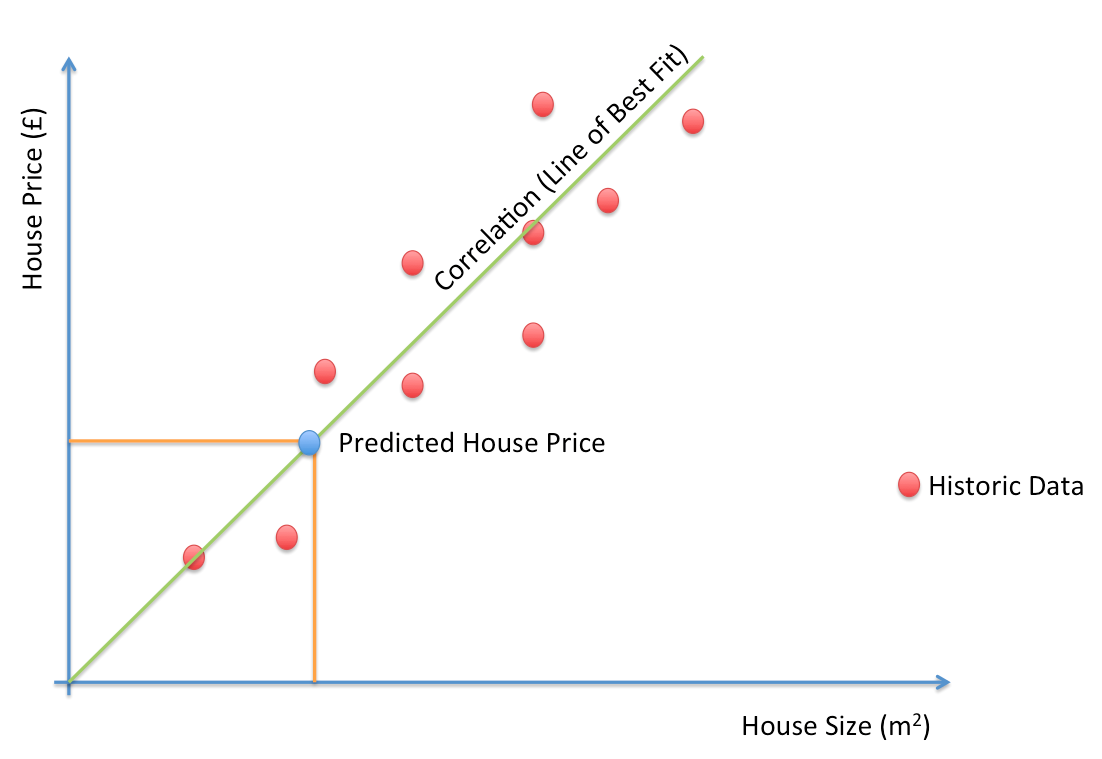 House Price (£)
Correlation (Line of Best Fit)
Predicted House Price
Historic Data
House Size (m²)